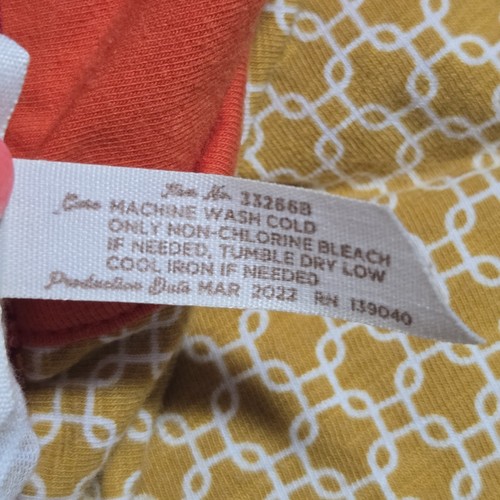 Item No. 33266B
Care MACHINE WASH COLD
ONLY NON-CHLORINE BLEACH
IF NEEDED, TUMBLE DRY LOW
COOL IRON IF NEEDED
Production Date MAR 2022 RN 139040